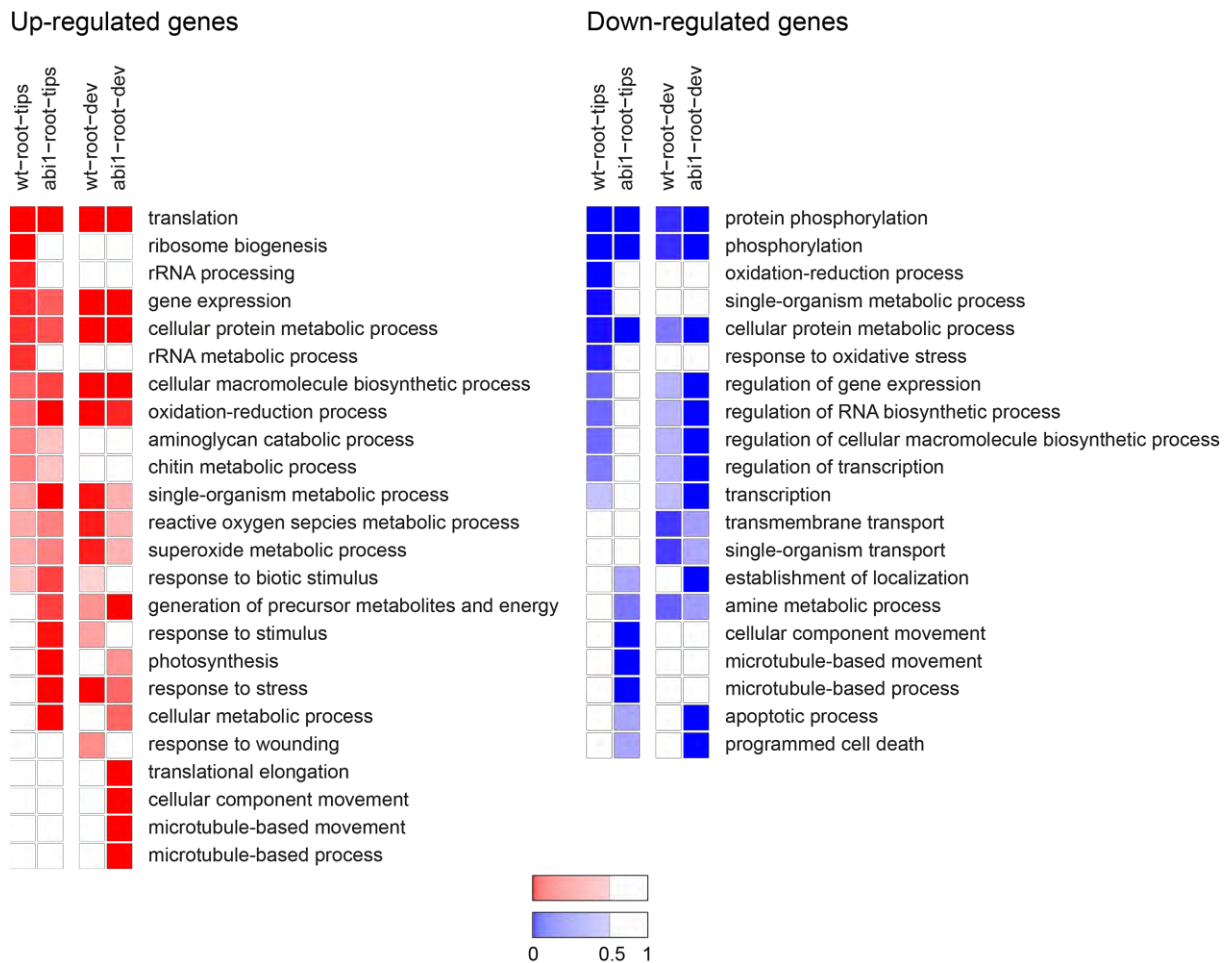 Up-regulated genes
wt-root-tips
abi1-root-tips
wt-root-dev
abi1-root-dev
translation
ribosome biogenesis
rRNA processing
gene expression
cellular protein metabolic process
rRNA metabolic process
cellular macromolecule biosynthetic process
oxidation-reduction process
aminoglycan catabolic process
chitin metabolic process
single-organism metabolic process
reactive oxygen sepcies metabolic process
superoxide metabolic process
response to biotic stimulus
generation of precursor metabolites and energy
response to stimulus
photosynthesis
response to stress
cellular metabolic process
response to wounding
translational elongation
cellular component movement
microtubule-based movement
microtubule-based process
Down-regulated genes
wt-root-tips
abi1-root-tips
wt-root-dev
abi1-root-dev
protein phosphorylation
phosphorylation
oxidation-reduction process
single-organism metabolic process
cellular protein metabolic process
response to oxidative stress
regulation of gene expression
regulation of RNA biosynthetic process
regulation of cellular macromolecule biosynthetic process
regulation of transcription
transcription
transmembrane transport
single-organism transport
establishment of localization
amine metabolic process
cellular component movement
microtubule-based movement
microtubule-based process
apoptotic process
programmed cell death
0 0.5 1